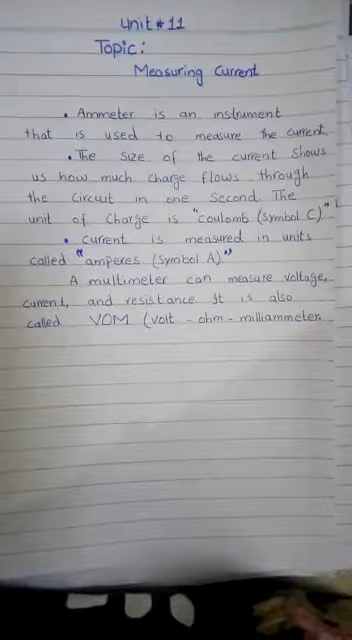 Unit # 11
Topic:
Measuring Current
• Ammeter is an instrument
that is used to measure the current.
• The size of the current shows
us how much charge flows through
the circuit in one second. The
unit of charge is "coulomb (symbol C)"
• Current is measured in units
called "amperes (symbol A)"
A multimeter can measure voltage,
current, and resistance. It is also
called VOM (volt - ohm - milliammeter.